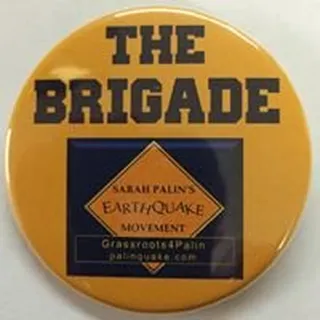 THE
BRIGADE
SARAH PALIN'S
EARTHQUAKE
MOVEMENT
Grassroots4Palin
palinquake.com